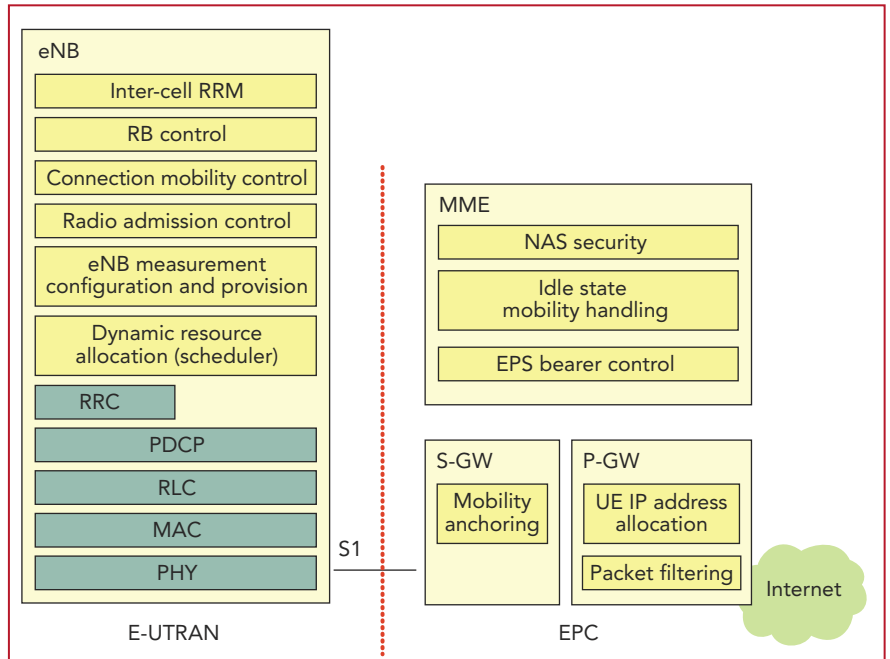 eNB
Inter-cell RRM
RB control
Connection mobility control
Radio admission control
eNB measurement
configuration and provision
Dynamic resource
allocation (scheduler)
RRC
PDCP
RLC
MAC
PHY
S1
E-UTRAN
MME
NAS security
Idle state
mobility handling
EPS bearer control
S-GW
Mobility
anchoring
P-GW
UE IP address
allocation
Packet filtering
Internet
EPC